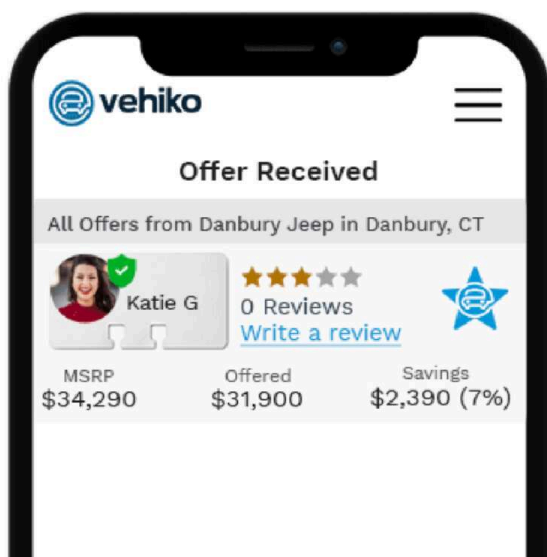 vehiko
Offer Received
All Offers from Danbury Jeep in Danbury, CT
Katie G
0 Reviews
Write a review
MSRP
Offered
Savings
$34,290
$31,900
$2,390 (7%)